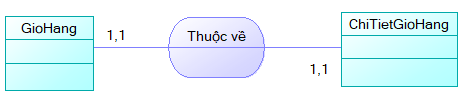 GioHang
1,1
Thuộc về
1,1
ChiTietGioHang